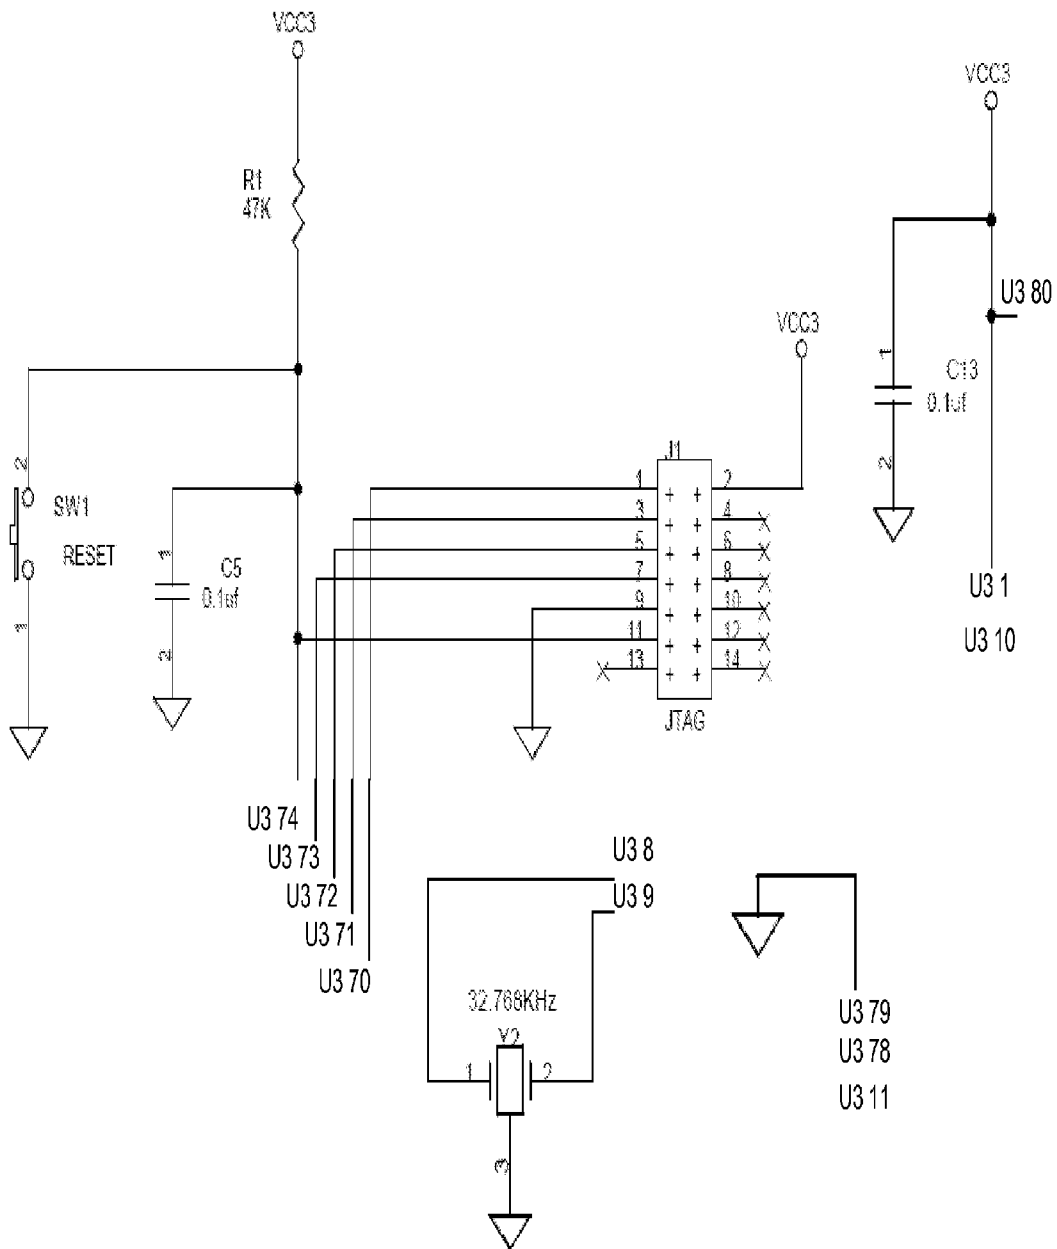 VCC3
VCC3
R1
47K
U3 80
VCC3
1
C13
0.1uf
2
2
J1
1 2
SW1
3 4
1
RESET
5 6
C5
7 8
0.1uf
9 10
U3 1
1
11 12
U3 10
2
13 14
JTAG
U3 74
U3 73
U3 8
U3 72
U3 9
U3 71
U3 70
32.768KHz
U3 79
Y2
U3 78
1 2
U3 11
3